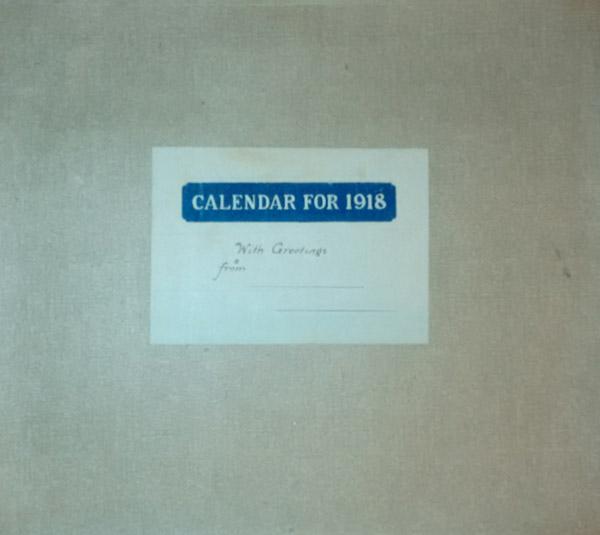 CALENDAR FOR 1918
With Greetings
from